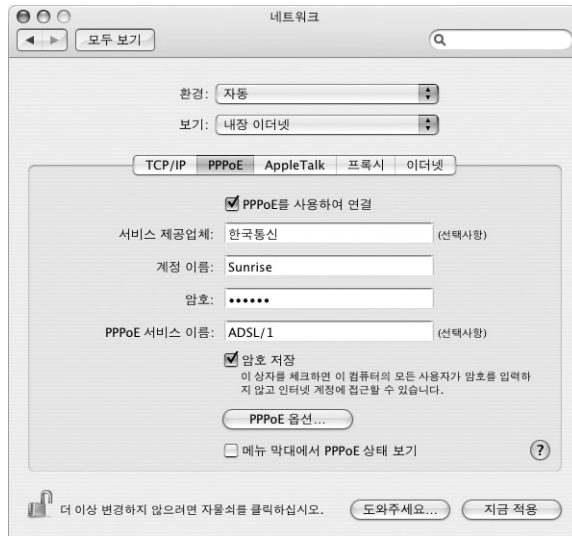 네트워크
모두 보기
환경: 자동
보기: 내장 이더넷
TCP/IP PPPoE AppleTalk 프록시 이더넷
PPPoE를 사용하여 연결
서비스 제공업체: 한국통신 (선택사항)
계정 이름: Sunrise
암호: ••••••
PPPoE 서비스 이름: ADSL/1 (선택사항)
암호 저장
이 상자를 체크하면 이 컴퓨터의 모든 사용자가 암호를 입력하
지 않고 인터넷 계정에 접근할 수 있습니다.
PPPoE 옵션...
메뉴 막대에서 PPPoE 상태 보기
?
더 이상 변경하지 않으려면 자물쇠를 클릭하십시오. 도와주세요... 지금 적용